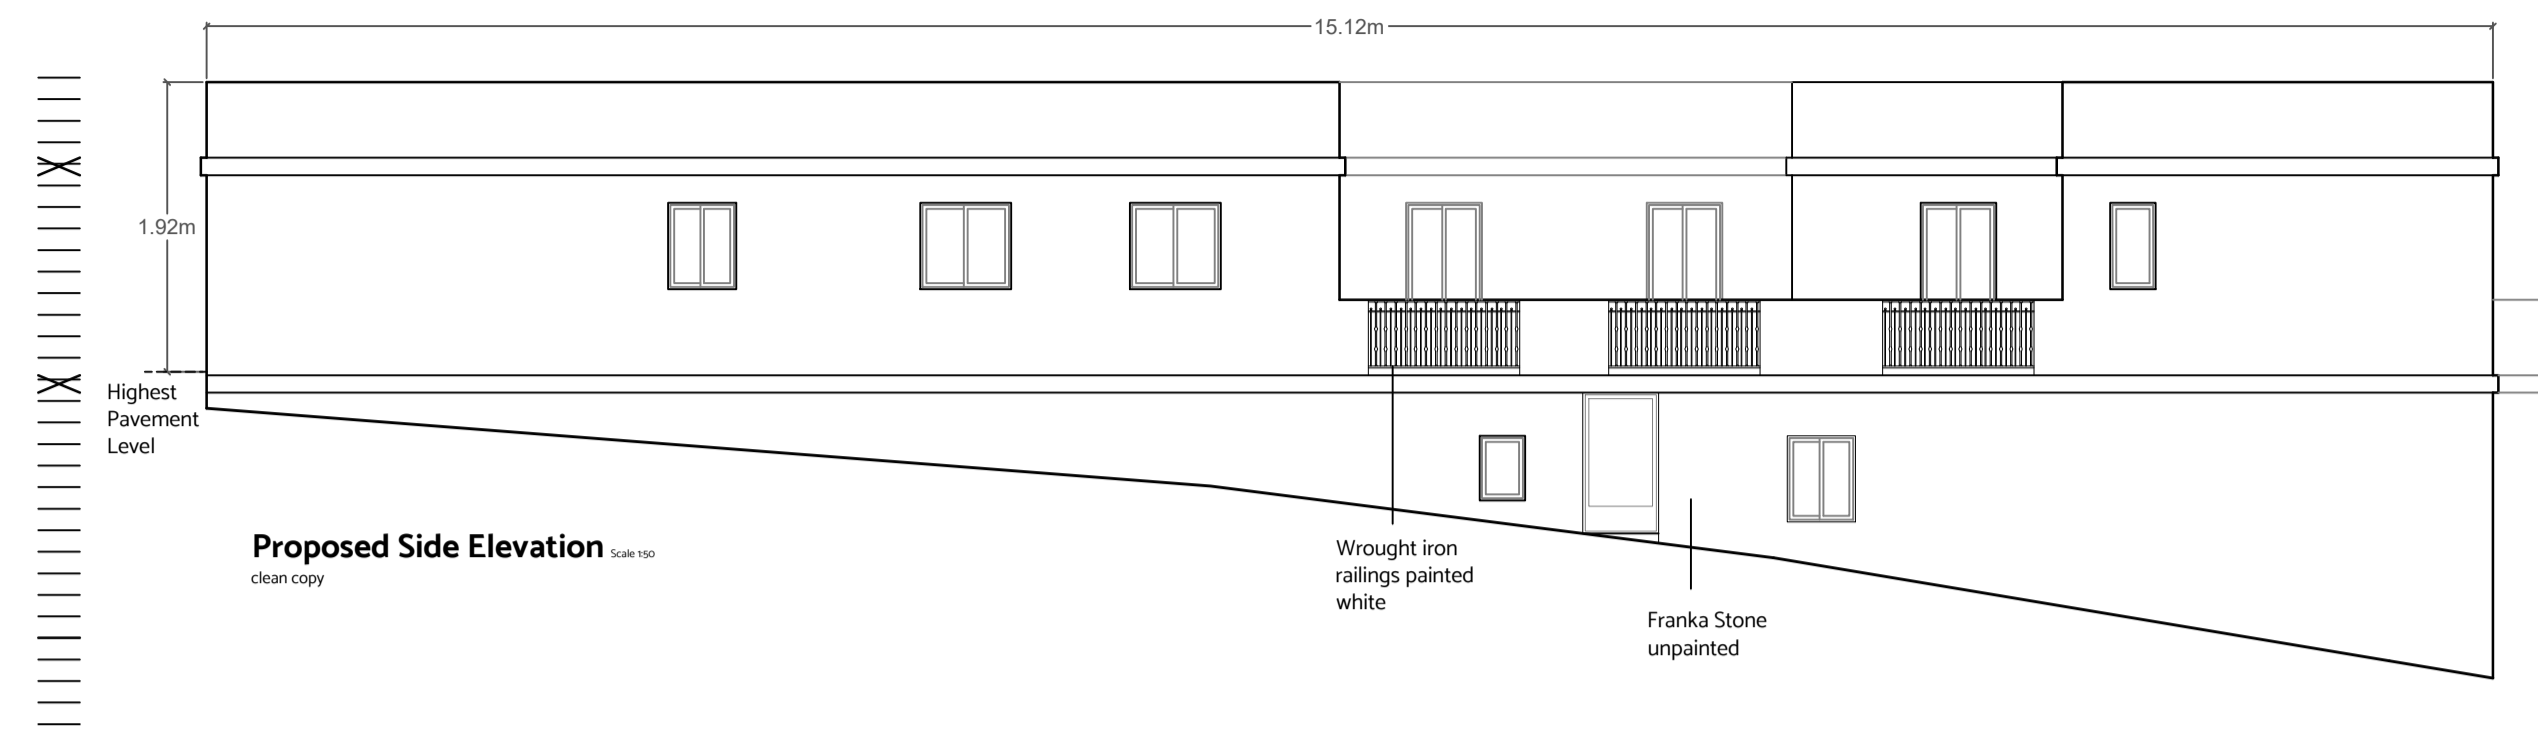 15.12m
1.92m
Highest
Pavement
Level
Proposed Side Elevation Scale 1:50
clean copy
Wrought iron
railings painted
white
Franka Stone
unpainted